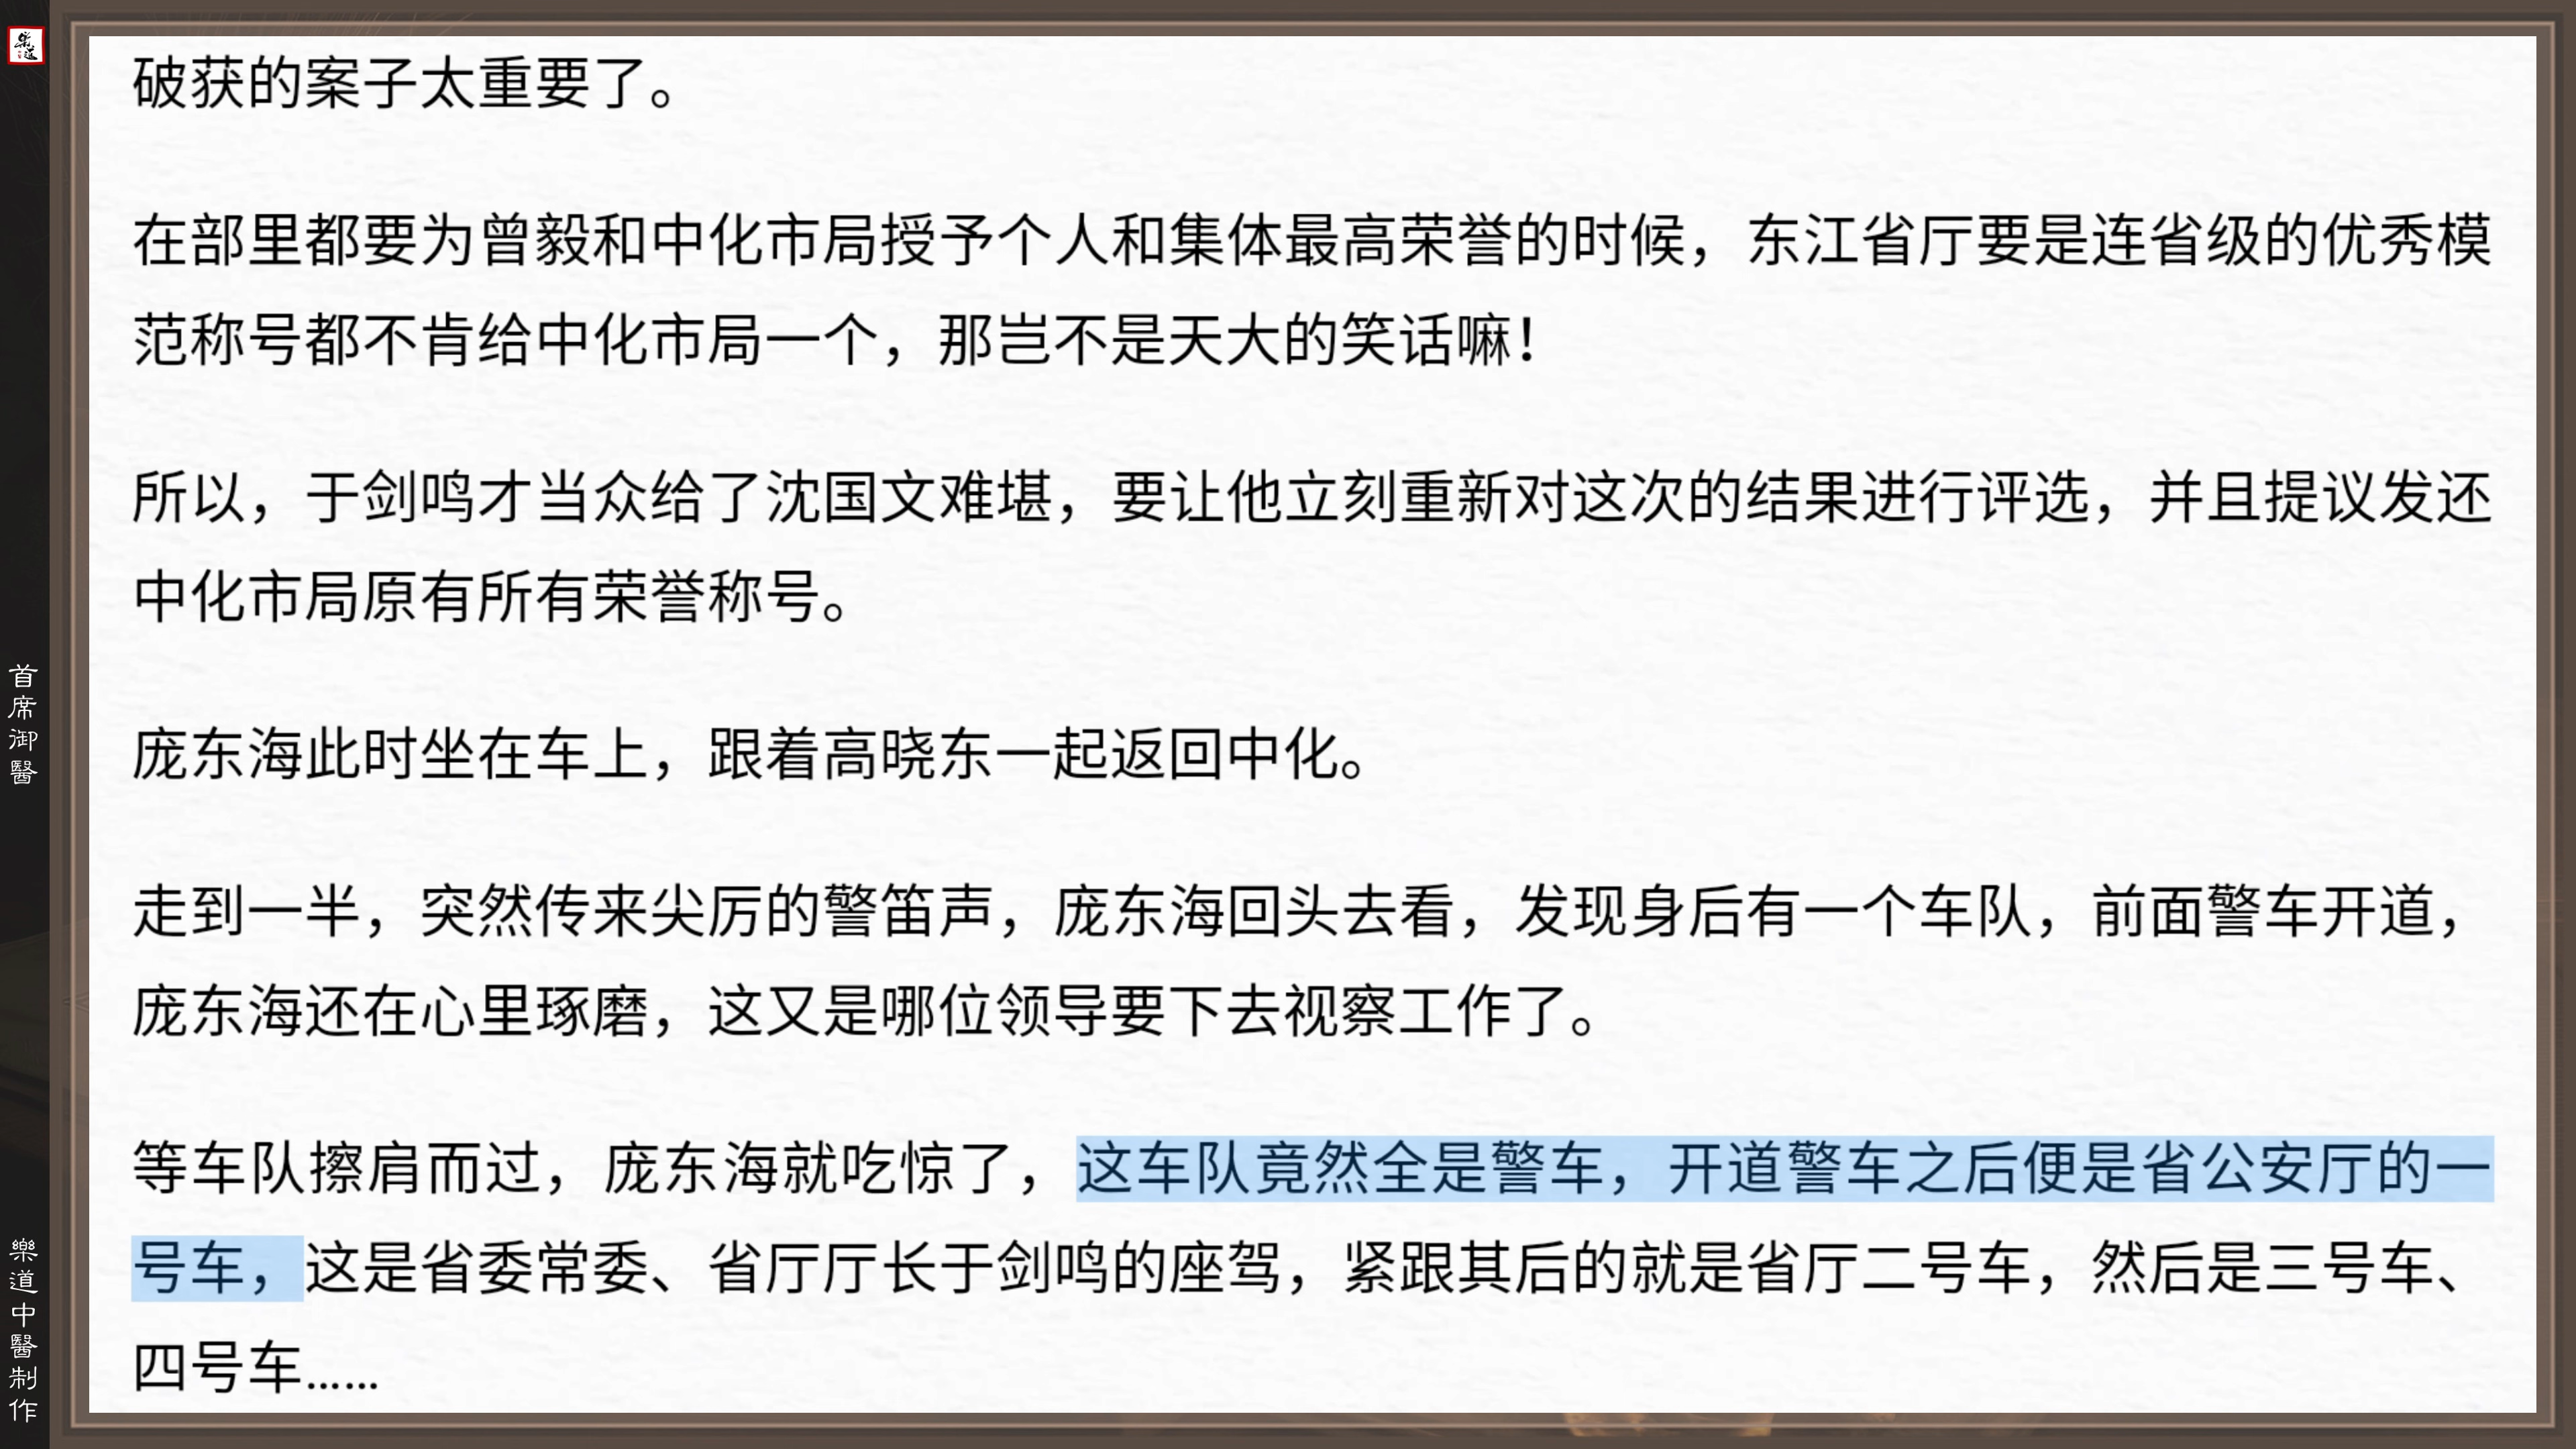 破获的案子太重要了。
在部里都要为曾毅和中化市局授予个人和集体最高荣誉的时候，东江省厅要是连省级的优秀模
范称号都不肯给中化市局一个，那岂不是天大的笑话嘛！
所以，于剑鸣才当众给了沈国文难堪，要让他立刻重新对这次的结果进行评选，并且提议发还
中化市局原有所有荣誉称号。
庞东海此时坐在车上，跟着高晓东一起返回中化。
走到一半，突然传来尖厉的警笛声，庞东海回头去看，发现身后有一个车队，前面警车开道，
庞东海还在心里琢磨，这又是哪位领导要下去视察工作了。
等车队擦肩而过，庞东海就吃惊了，这车队竟然全是警车，开道警车之后便是省公安厅的一
号车，这是省委常委、省厅厅长于剑鸣的座驾，紧跟其后的就是省厅二号车，然后是三号车、
四号车……
首席御醫
樂道中醫制作